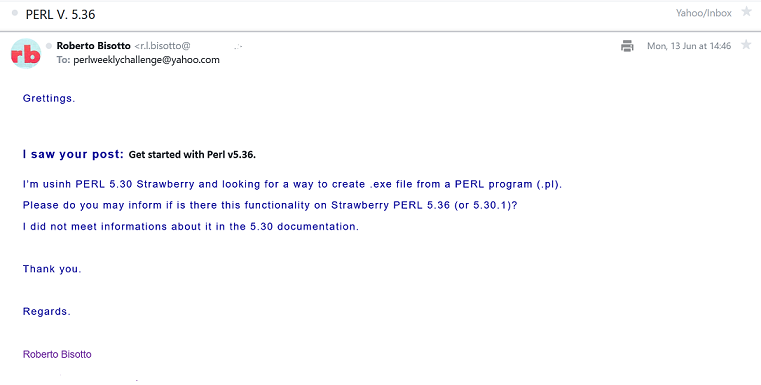 PERL V. 5.36
Yahoo/Inbox
rb
Roberto Bisotto <r.l.bisotto@
Mon, 13 Jun at 14:46
To: perlweeklychallenge@yahoo.com
Grettings.
I saw your post: Get started with Perl v5.36.
I'm usinh PERL 5.30 Strawberry and looking for a way to create .exe file from a PERL program (.pl).
Please do you may inform if is there this functionality on Strawberry PERL 5.36 (or 5.30.1)?
I did not meet informations about it in the 5.30 documentation.
Thank you.
Regards.
Roberto Bisotto